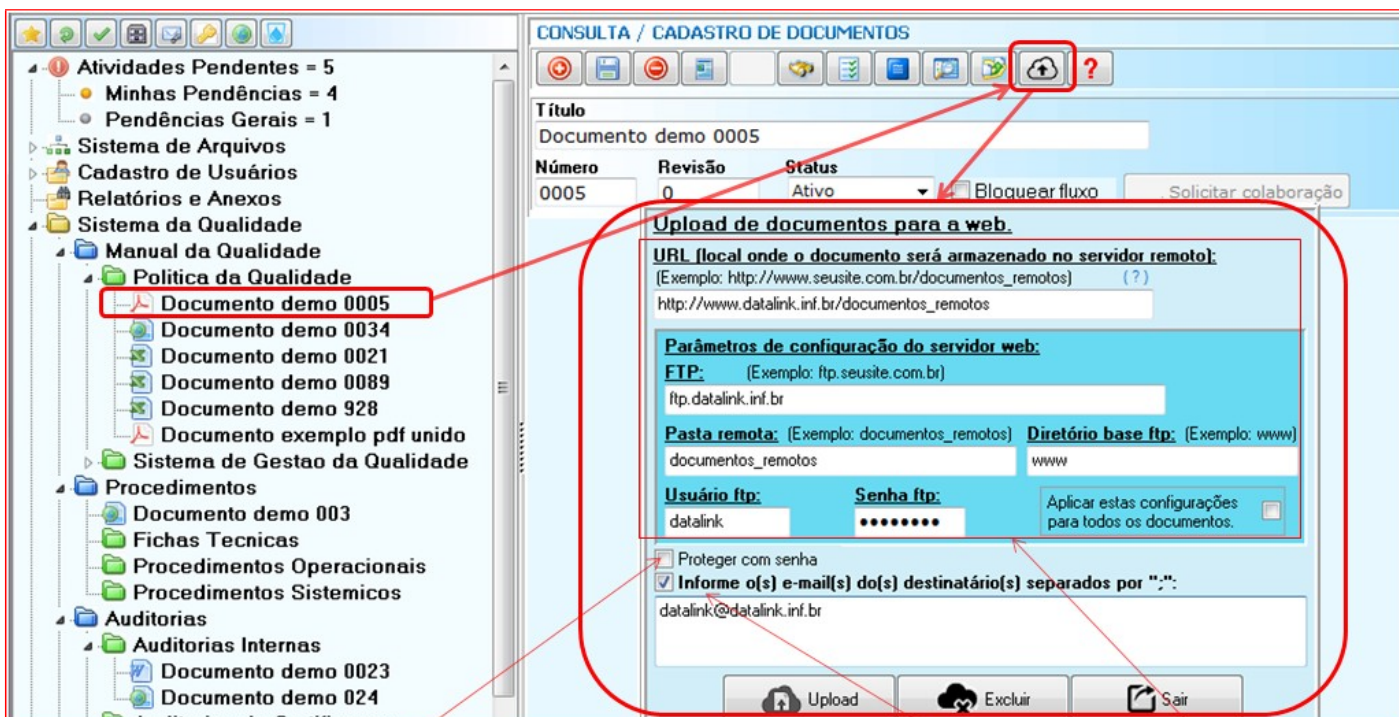 Atividades Pendentes = 5
Minhas Pendências = 4
Pendências Gerais = 1
Sistema de Arquivos
Cadastro de Usuários
Relatórios e Anexos
Sistema da Qualidade
Manual da Qualidade
Politica da Qualidade
Documento demo 0005
Documento demo 0034
Documento demo 0021
Documento demo 0089
Documento demo 928
Documento exemplo pdf unido
Sistema de Gestao da Qualidade
Procedimentos
Documento demo 003
Fichas Tecnicas
Procedimentos Operacionais
Procedimentos Sistemicos
Auditorias
Auditorias Internas
Documento demo 0023
Documento demo 024
CONSULTA / CADASTRO DE DOCUMENTOS
?
Título
Documento demo 0005
Número Revisão Status
0005 0 Ativo Bloquear fluxo Solicitar colaboração
Upload de documentos para a web.
URL (local onde o documento será armazenado no servidor remoto):
(Exemplo: http://www.seusite.com.br/documentos_remotos) (?)
http://www.datalink.inf.br/documentos_remotos
Parâmetros de configuração do servidor web:
FTP: (Exemplo: ftp.seusite.com.br)
ftp.datalink.inf.br
Pasta remota: (Exemplo: documentos_remotos) Diretório base ftp: (Exemplo: www)
documentos_remotos www
Usuário ftp: Senha ftp: Aplicar estas configurações
para todos os documentos.
datalink ••••••••
Proteger com senha
Informe o(s) e-mail(s) do(s) destinatário(s) separados por ";":
datalink@datalink.inf.br
Upload Excluir Sair